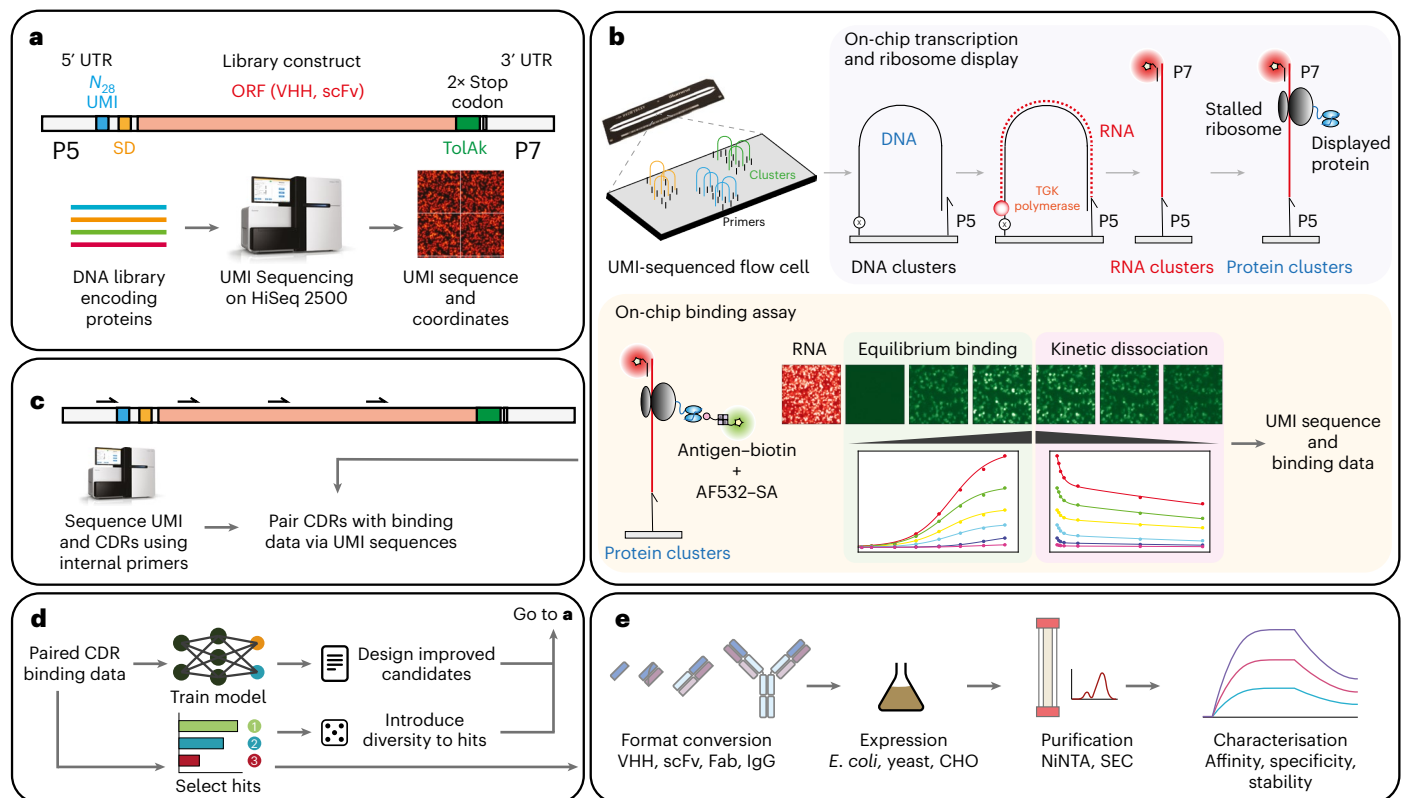 a
5′ UTR
Library construct
3′ UTR
N28
UMI
ORF (VHH, scFv)
2× Stop
codon
P5
SD
TolAk
P7
DNA library
encoding
proteins
UMI Sequencing
on HiSeq 2500
UMI sequence
and
coordinates
b
On-chip transcription
and ribosome display
Clusters
Primers
UMI-sequenced flow cell
DNA
X
P5
DNA clusters
RNA
TGK
polymerase
X
P5
P7
P5
RNA clusters
P7
Stalled
ribosome
Displayed
protein
P5
Protein clusters
On-chip binding assay
RNA
Equilibrium binding
Kinetic dissociation
Antigen–biotin
+
AF532–SA
Protein clusters
UMI sequence
and
binding data
c
Sequence UMI
and CDRs using
internal primers
Pair CDRs with binding
data via UMI sequences
d
Go to a
Paired CDR
binding data
Train model
Design improved
candidates
1
2
3
Select hits
Introduce
diversity to hits
e
Format conversion
VHH, scFv, Fab, IgG
Expression
E. coli, yeast, CHO
Purification
NiNTA, SEC
Characterisation
Affinity, specificity,
stability